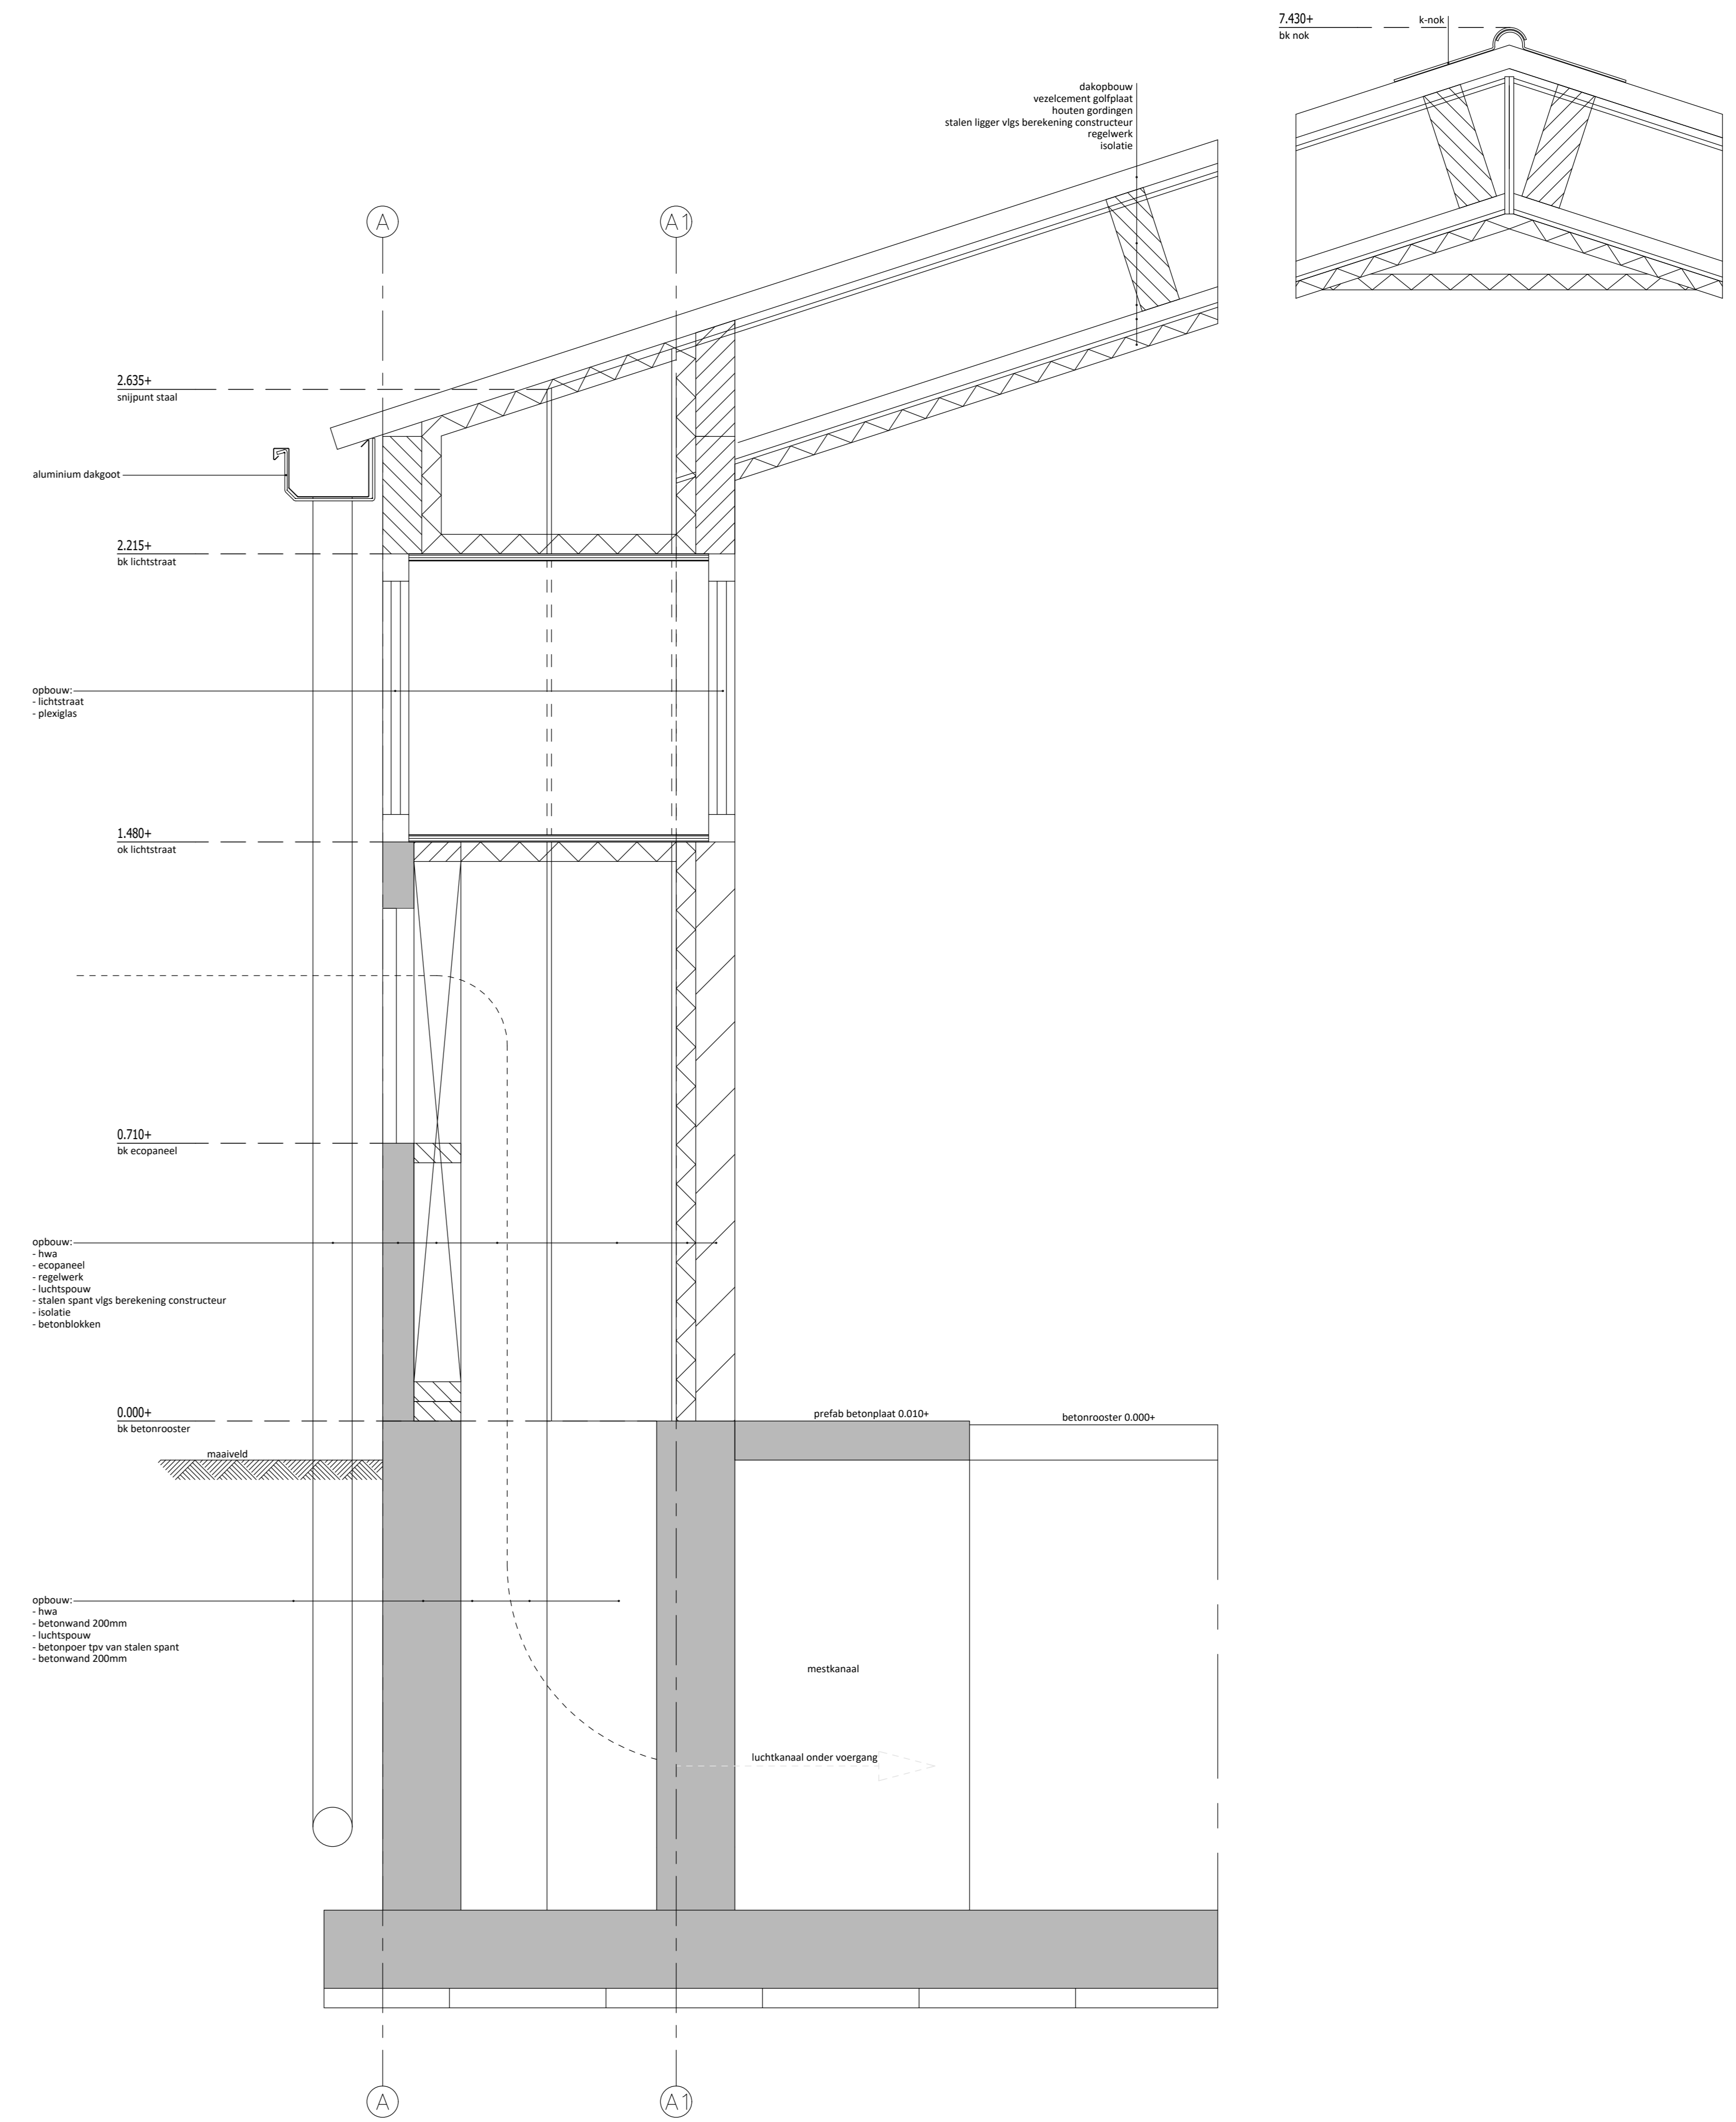 7.430+
bk nok
k-nok
dakopbouw
vezelcement golfplaat
houten gordingen
stalen ligger vlgs berekening constructeur
regelwerk
isolatie
A
A1
2.635+
snijpunt staal
aluminium dakgoot
2.215+
bk lichtstraat
opbouw:
- lichtstraat
- plexiglas
1.480+
ok lichtstraat
0.710+
bk ecopaneel
opbouw:
- hwa
- ecopaneel
- regelwerk
- luchtspouw
- stalen spant vlgs berekening constructeur
- isolatie
- betonblokken
0.000+
bk betonrooster
prefab betonplaat 0.010+
betonrooster 0.000+
maaiveld
opbouw:
- hwa
- betonwand 200mm
- luchtspouw
- betonpoer tpv van stalen spant
- betonwand 200mm
mestkanaal
luchtkanaal onder voergang
A
A1